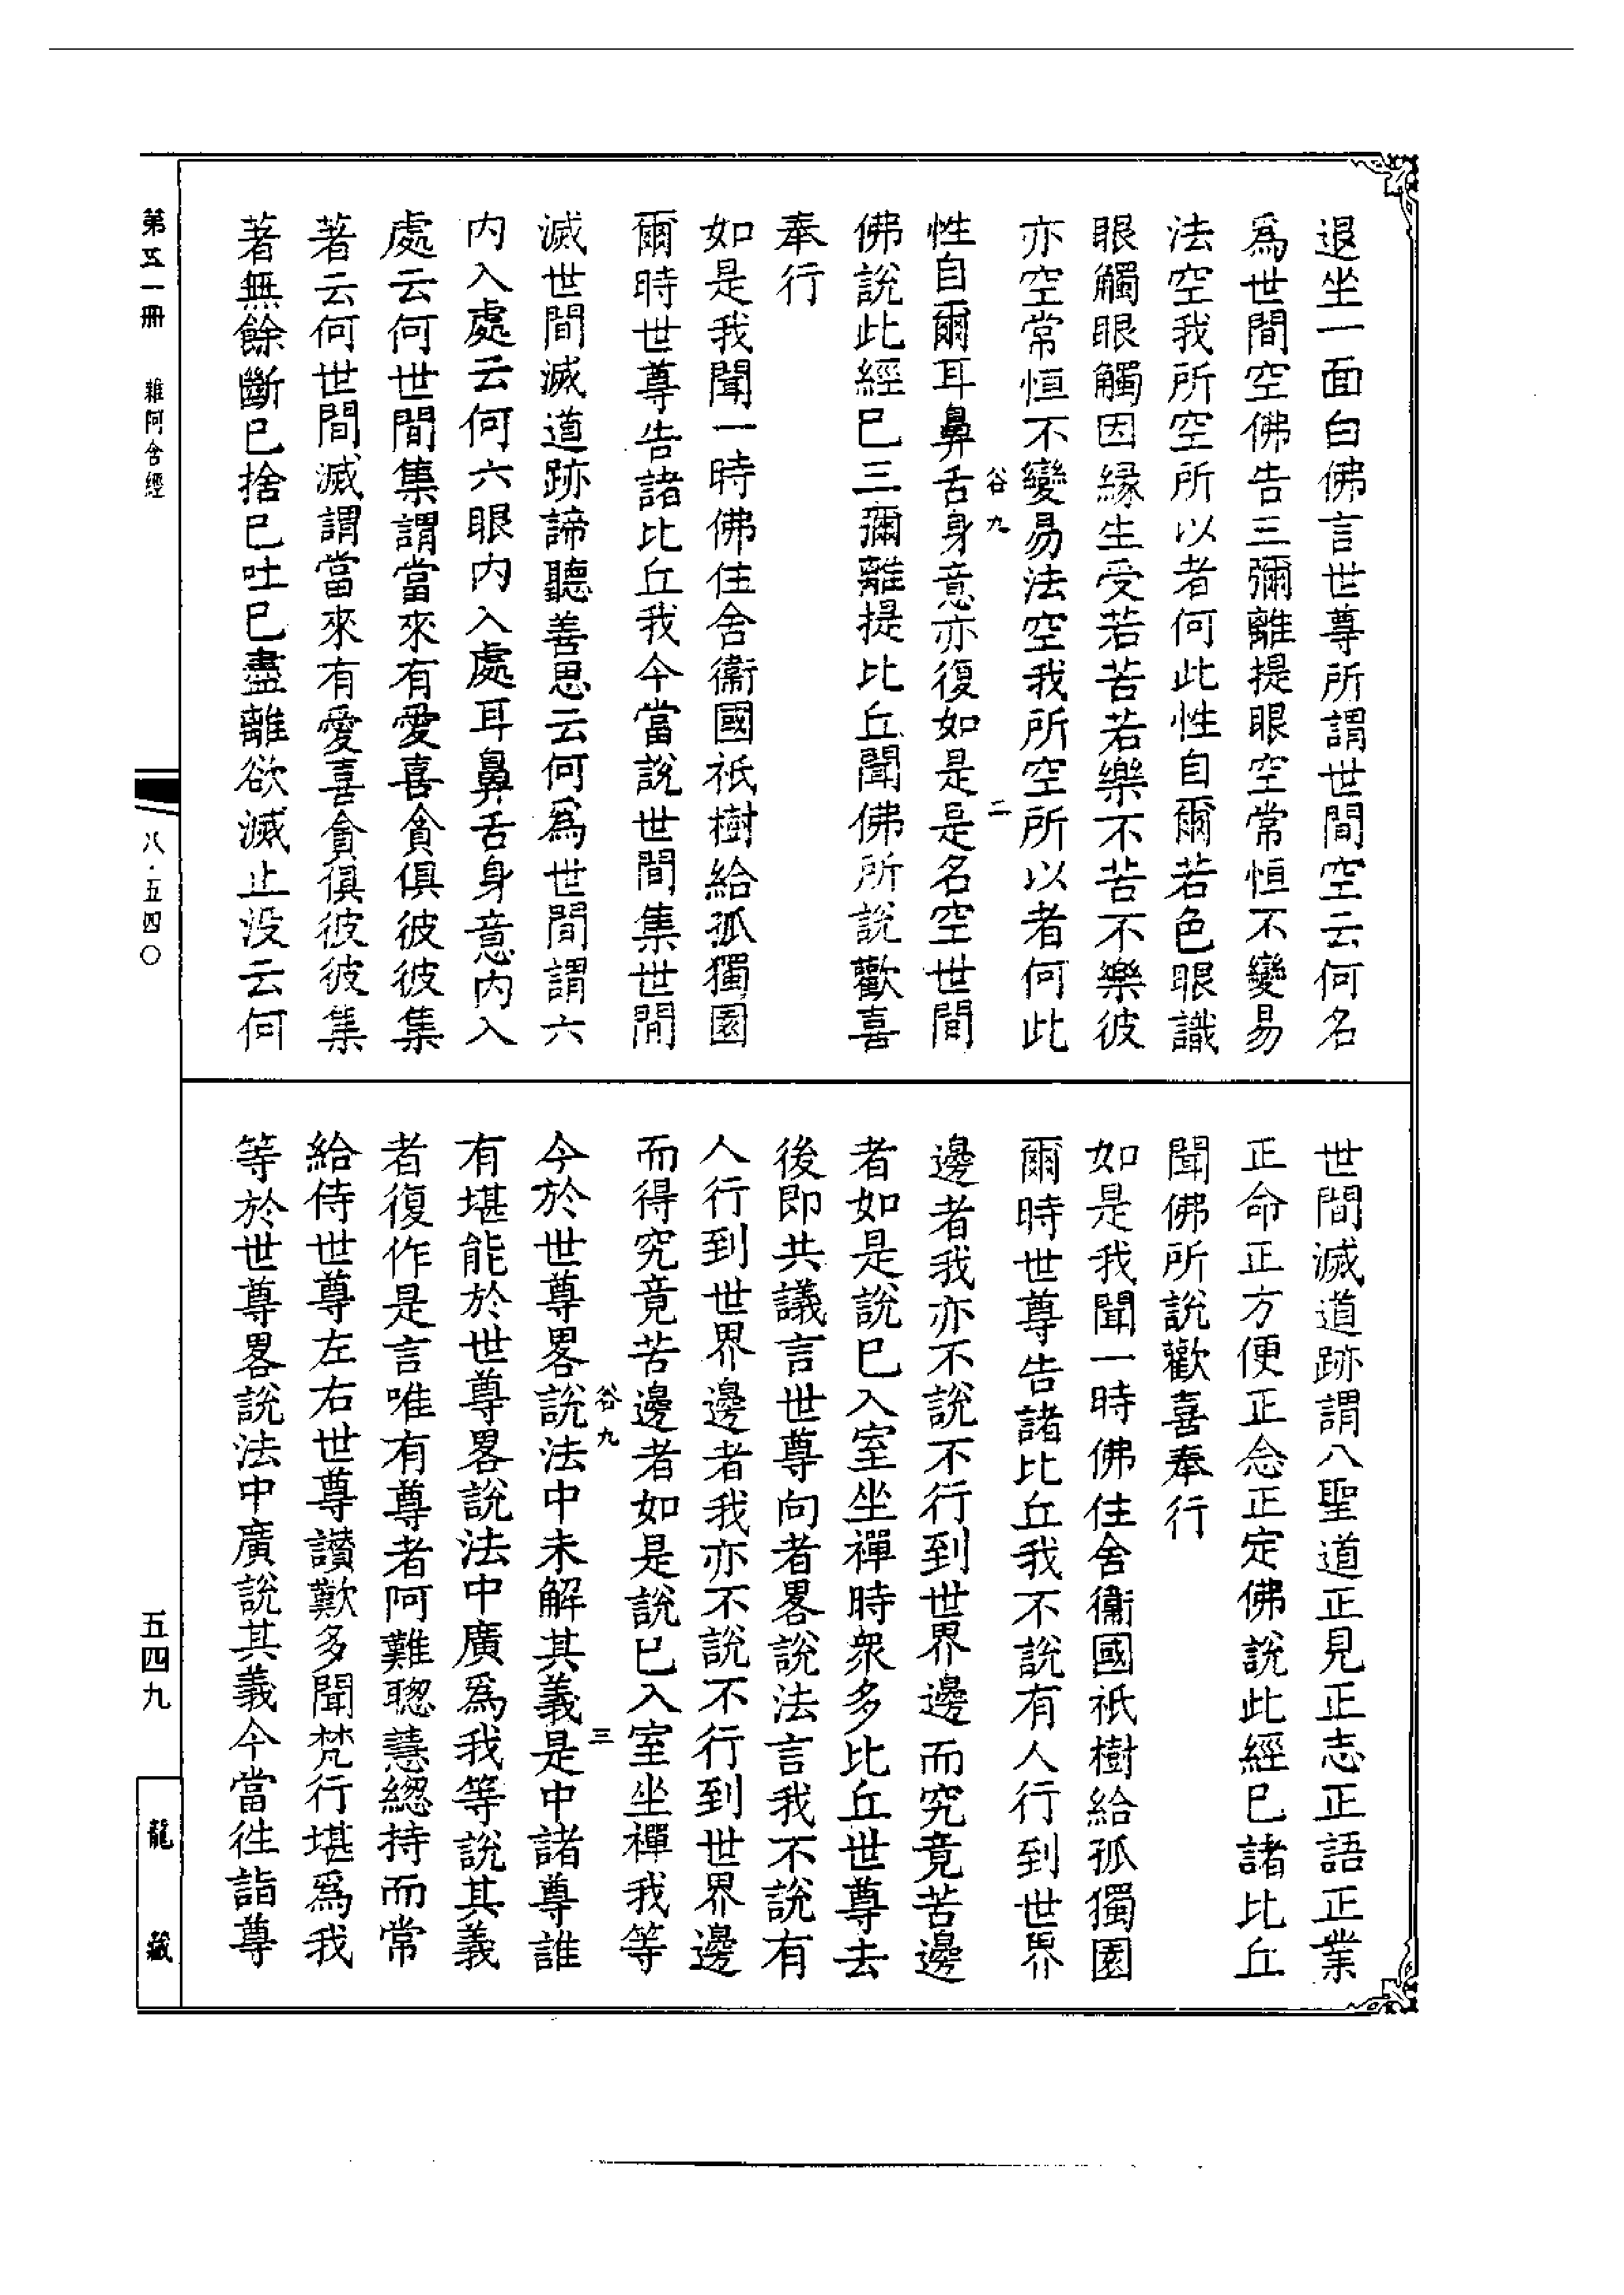 退坐一面白佛言世尊所謂世間空云何名
爲世間空佛告三彌離提眼空常恒不變易
法空我所空所以者何此性自爾若色眼識
眼觸眼觸因緣生受若苦若樂不苦不樂彼
亦空常恒不變易法空我所空所以者何此
谷九 二
性自爾耳鼻舌身意亦復如是是名空世間
佛說此經已三彌離提比丘聞佛所說歡喜
奉行
如是我聞一時佛住舍衞國祇樹給孤獨園
爾時世尊告諸比丘我今當說世間集世間
滅世間滅道跡諦聽善思云何爲世間謂六
內入處云何六眼內入處耳鼻舌身意內入
處云何世間集謂當來有愛喜貪俱彼彼集
著云何世間滅謂當來有愛喜貪俱彼彼集
著無餘斷已捨已吐已盡離欲滅止没云何
世間滅道跡謂八聖道正見正志正語正業
正命正方便正念正定佛說此經已諸比丘
聞佛所說歡喜奉行
如是我聞一時佛住舍衞國祇樹給孤獨園
爾時世尊告諸比丘我不說有人行到世界
邊者我亦不說不行到世界邊而究竟苦邊
者如是說已入室坐禪時衆多比丘世尊去
後即共議言世尊向者畧說法言我不說有
人行到世界邊者我亦不說不行到世界邊
而得究竟苦邊者如是說已入室坐禪我等
谷九 三
今於世尊畧說法中未解其義是中諸尊誰
有堪能於世尊畧說法中廣爲我等說其義
者復作是言唯有尊者阿難聦慧緫持而常
給侍世尊左右世尊讃歎多聞梵行堪爲我
等於世尊畧說法中廣說其義今當徃詣尊
第五一冊 雜阿含經
八·五四〇
五四九
龍藏